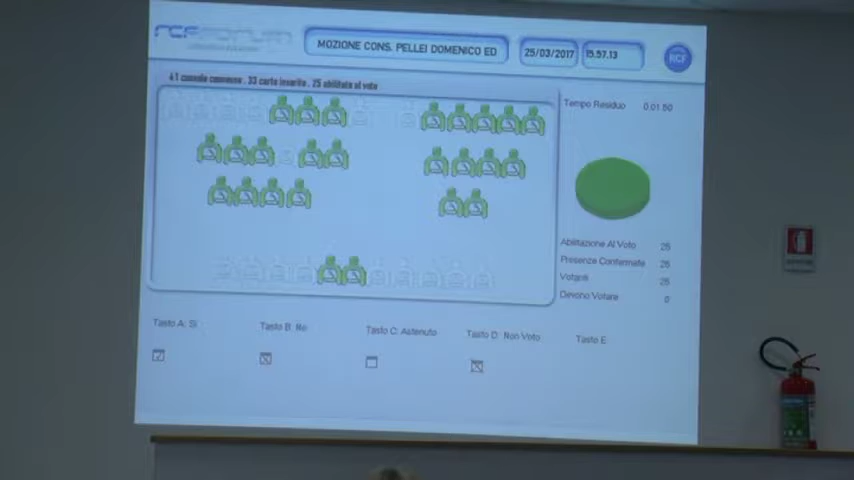 RCF FORUM
MOZIONE CONS. PELLEI DOMENICO ED
25/03/2017
15.57.13
RCF
41 console connesse . 33 carte inserite . 25 abilitate al voto
Tempo Residuo 0:01:50
Abilitazione Al Voto 25
Presenze Confermate 25
Votanti 25
Devono Votare 0
Tasto A: Si
Tasto B: No
Tasto C: Astenuto
Tasto D: Non Voto
Tasto E